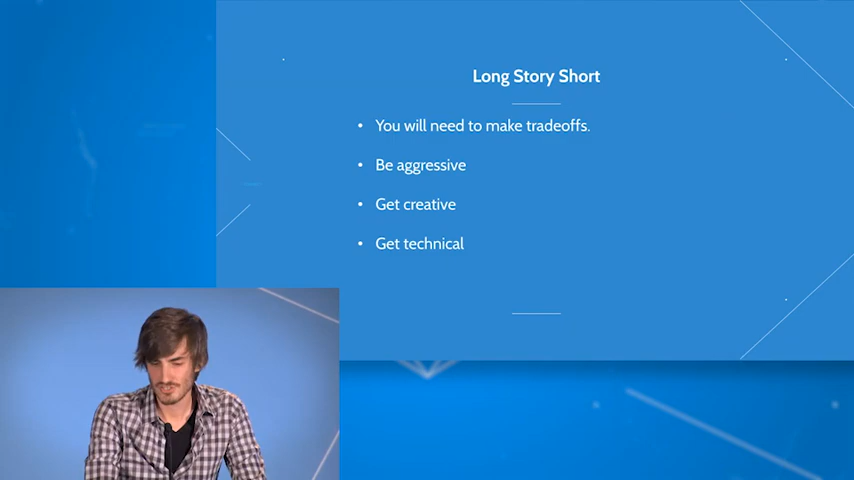 Long Story Short
• You will need to make tradeoffs.
• Be aggressive
• Get creative
• Get technical